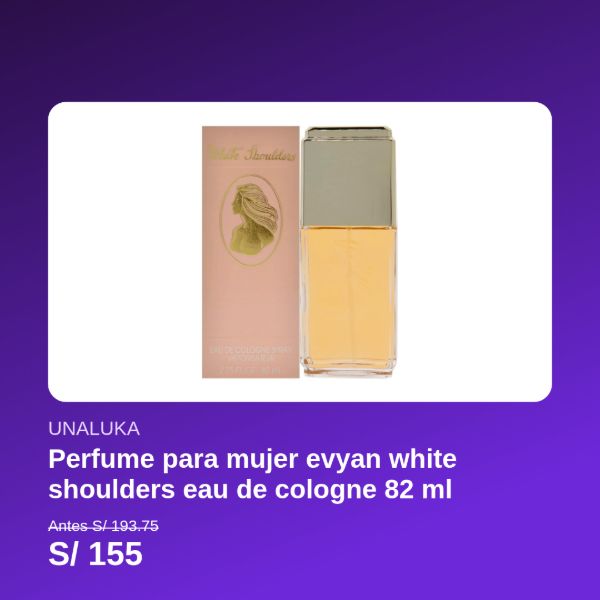 White Shoulders
EAU DE COLOGNE SPRAY
VAPORISATEUR
UNALUKA
Perfume para mujer evyan white
shoulders eau de cologne 82 ml
Antes S/ 193.75
S/ 155